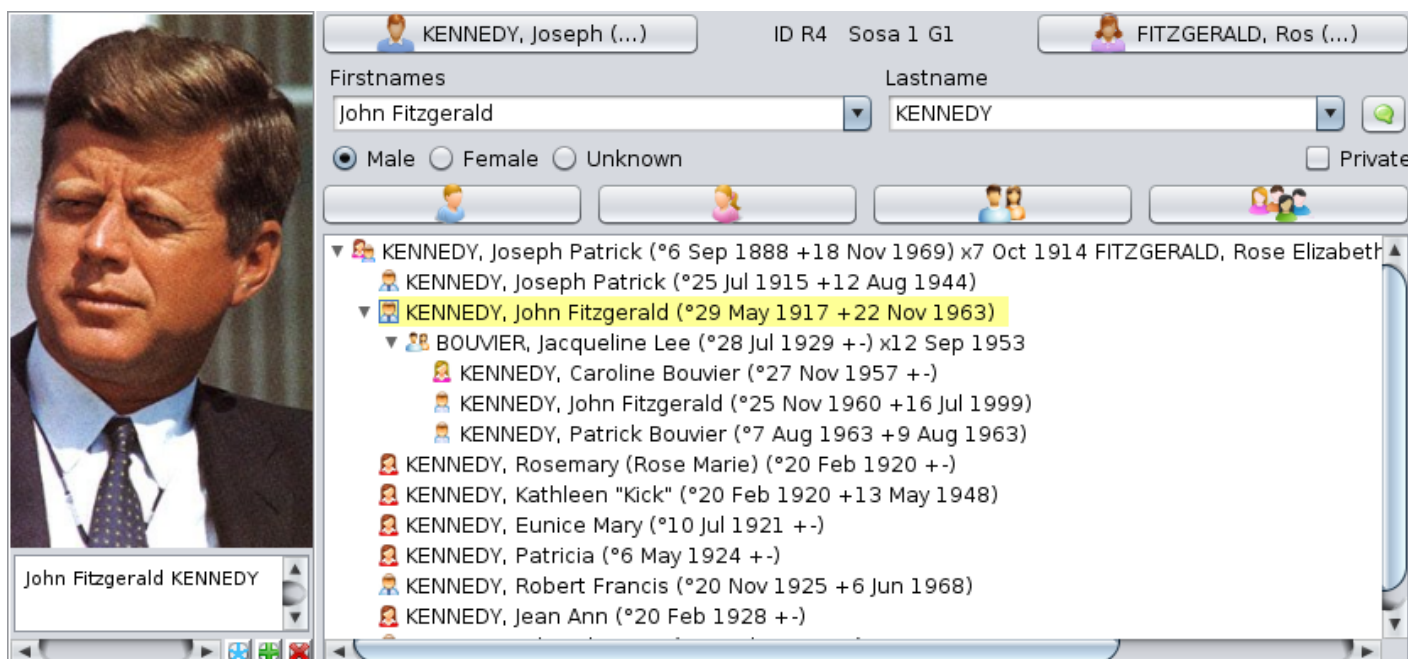 KENNEDY, Joseph (...)
ID R4 Sosa 1 G1
FITZGERALD, Ros (...)
Firstnames
Lastname
John Fitzgerald
KENNEDY
Male
Female
Unknown
Private
KENNEDY, Joseph Patrick (°6 Sep 1888 +18 Nov 1969) x7 Oct 1914 FITZGERALD, Rose Elizabeth
KENNEDY, Joseph Patrick (°25 Jul 1915 +12 Aug 1944)
KENNEDY, John Fitzgerald (°29 May 1917 +22 Nov 1963)
BOUVIER, Jacqueline Lee (°28 Jul 1929 +-) x12 Sep 1953
KENNEDY, Caroline Bouvier (°27 Nov 1957 +-)
KENNEDY, John Fitzgerald (°25 Nov 1960 +16 Jul 1999)
KENNEDY, Patrick Bouvier (°7 Aug 1963 +9 Aug 1963)
KENNEDY, Rosemary (Rose Marie) (°20 Feb 1920 +-)
KENNEDY, Kathleen "Kick" (°20 Feb 1920 +13 May 1948)
KENNEDY, Eunice Mary (°10 Jul 1921 +-)
KENNEDY, Patricia (°6 May 1924 +-)
KENNEDY, Robert Francis (°20 Nov 1925 +6 Jun 1968)
KENNEDY, Jean Ann (°20 Feb 1928 +-)
John Fitzgerald KENNEDY